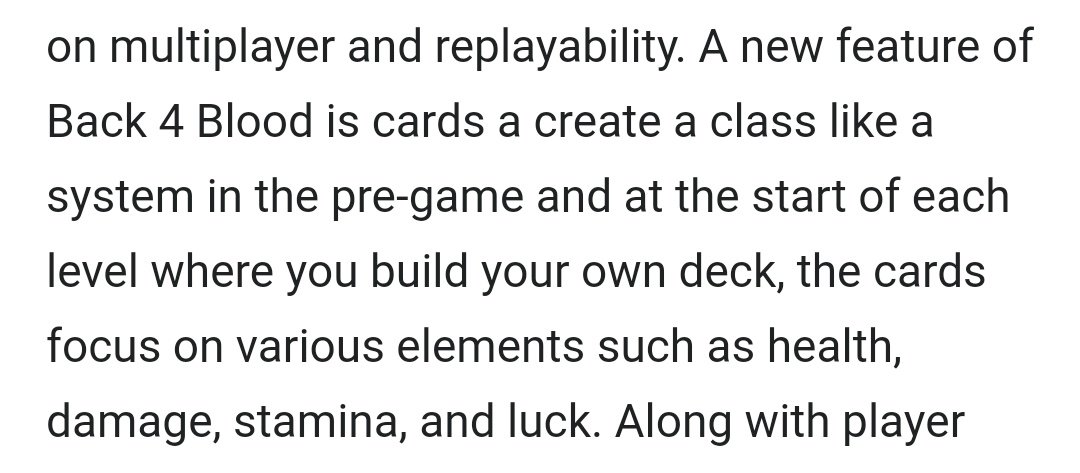 on multiplayer and replayability. A new feature of
Back 4 Blood is cards a create a class like a
system in the pre-game and at the start of each
level where you build your own deck, the cards
focus on various elements such as health,
damage, stamina, and luck. Along with player